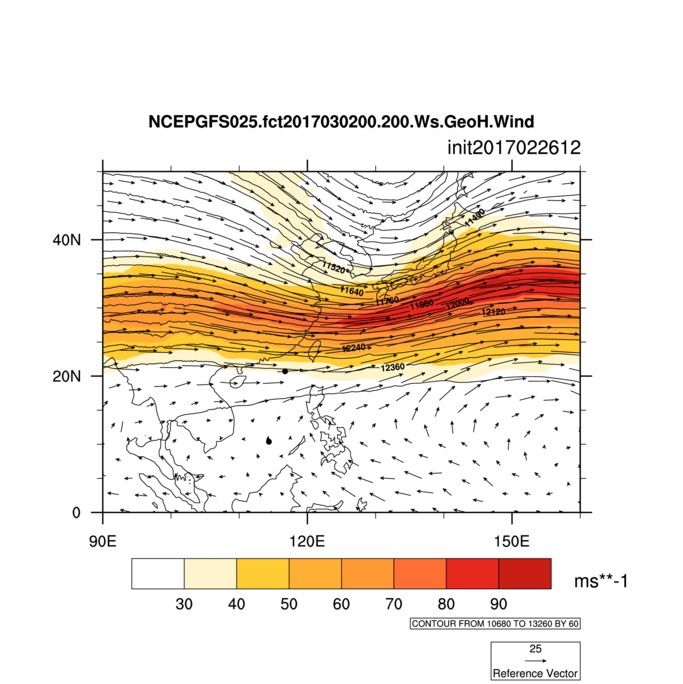 NCEPGFS025.fct2017030200.200.Ws.GeoH.Wind
init2017022612
11400
40N
11520
11640
11760
11880
12000
12120
12240
12360
20N
0
90E 120E 150E
30 40 50 60 70 80 90
ms**-1
CONTOUR FROM 10680 TO 13260 BY 60
25
Reference Vector